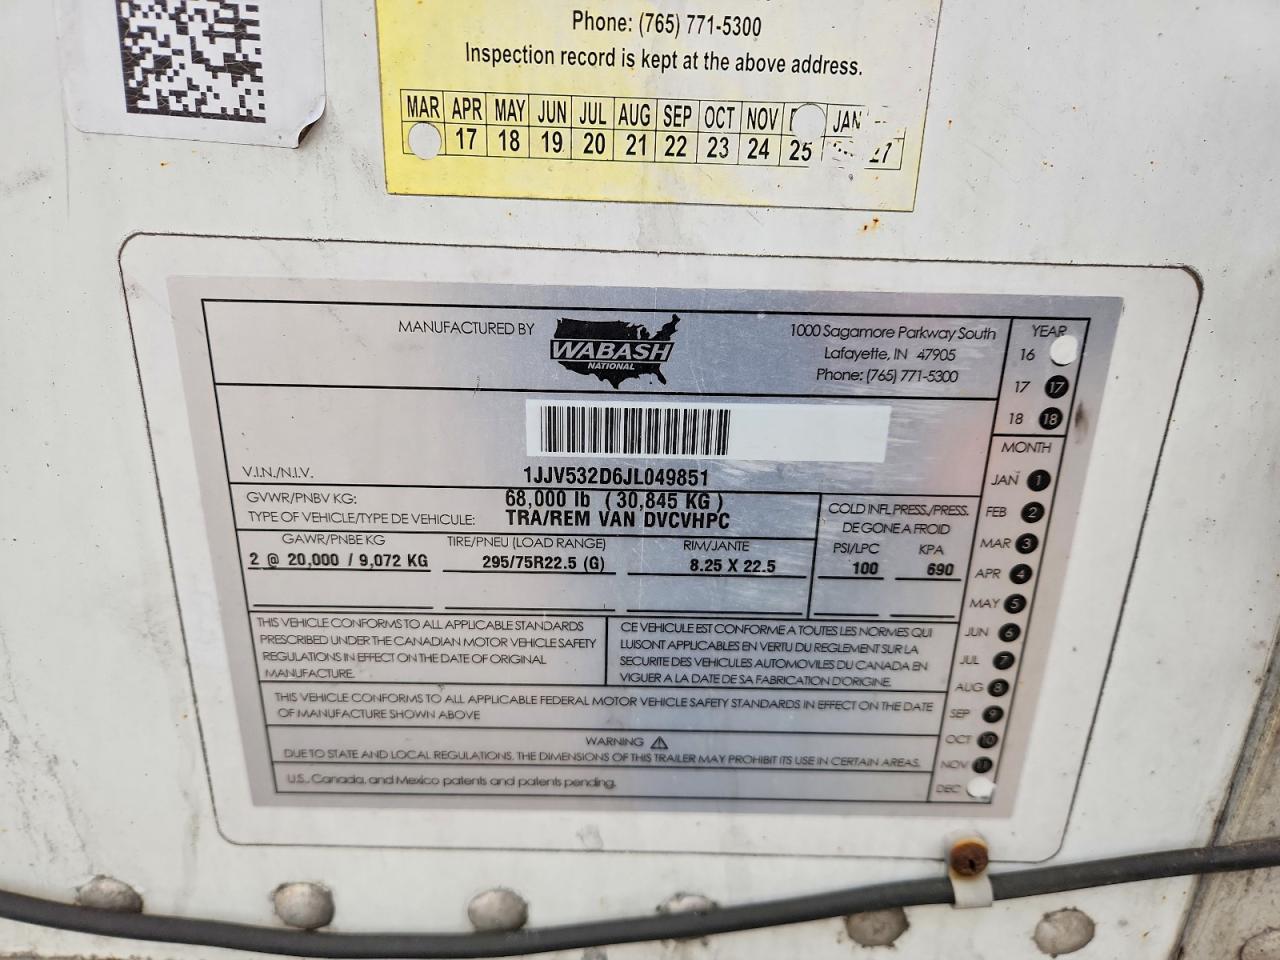 Phone: (765) 771-5300
Inspection record is kept at the above address.
MAR APR MAY JUN JUL AUG SEP OCT NOV JAN
17 18 19 20 21 22 23 24 25 27
MANUFACTURED BY
WABASH
NATIONAL
1000 Sagamore Parkway South
Lafayette, IN 47905
Phone: (765) 771-5300
YEAR
16
17 17
18 18
V.I.N./N.I.V.
1JJV532D6JL049851
GVWR/PNBV KG: 68,000 lb ( 30,845 KG )
TYPE OF VEHICLE/TYPE DE VEHICULE: TRA/REM VAN DVCVHPC
COLD INFL.PRESS./PRESS.
DE GONE A FROID
PSI/LPC KPA
100 690
GAWR/PNBE KG TIRE/PNEU (LOAD RANGE) RIM/JANTE
2 @ 20,000 / 9,072 KG 295/75R22.5 (G) 8.25 X 22.5
THIS VEHICLE CONFORMS TO ALL APPLICABLE STANDARDS
PRESCRIBED UNDER THE CANADIAN MOTOR VEHICLE SAFETY
REGULATIONS IN EFFECT ON THE DATE OF ORIGINAL
MANUFACTURE.
CE VEHICULE EST CONFORME A TOUTES LES NORMES QUI
LUISONT APPLICABLES EN VERTU DU REGLEMENT SUR LA
SECURITE DES VEHICULES AUTOMOVILES DU CANADA EN
VIGUER A LA DATE DE SA FABRICATION D'ORIGINE.
THIS VEHICLE CONFORMS TO ALL APPLICABLE FEDERAL MOTOR VEHICLE SAFETY STANDARDS IN EFFECT ON THE DATE
OF MANUFACTURE SHOWN ABOVE
WARNING
DUE TO STATE AND LOCAL REGULATIONS, THE DIMENSIONS OF THIS TRAILER MAY PROHIBIT ITS USE IN CERTAIN AREAS.
U.S., Canada, and Mexico patents and patents pending.
MONTH
JAN 1
FEB 2
MAR 3
APR 4
MAY 5
JUN 6
JUL 7
AUG 8
SEP 9
OCT 10
NOV 11
DEC